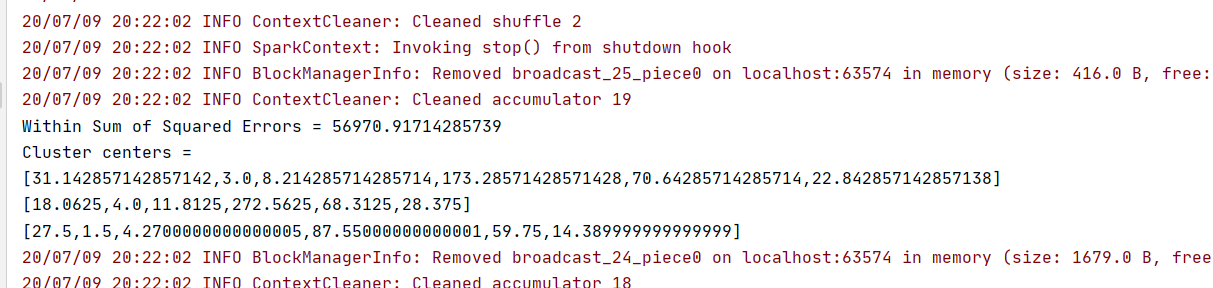 20/07/09 20:22:02 INFO ContextCleaner: Cleaned shuffle 2
20/07/09 20:22:02 INFO SparkContext: Invoking stop() from shutdown hook
20/07/09 20:22:02 INFO BlockManagerInfo: Removed broadcast_25_piece0 on localhost:63574 in memory (size: 416.0 B, free:
20/07/09 20:22:02 INFO ContextCleaner: Cleaned accumulator 19
Within Sum of Squared Errors = 56970.91714285739
Cluster centers =
[31.142857142857142,3.0,8.214285714285714,173.28571428571428,70.64285714285714,22.842857142857138]
[18.0625,4.0,11.8125,272.5625,68.3125,28.375]
[27.5,1.5,4.2700000000000005,87.55000000000001,59.75,14.389999999999999]
20/07/09 20:22:02 INFO BlockManagerInfo: Removed broadcast_24_piece0 on localhost:63574 in memory (size: 1679.0 B, free
20/07/09 20:22:02 INFO ContextCleaner: Cleaned accumulator 18